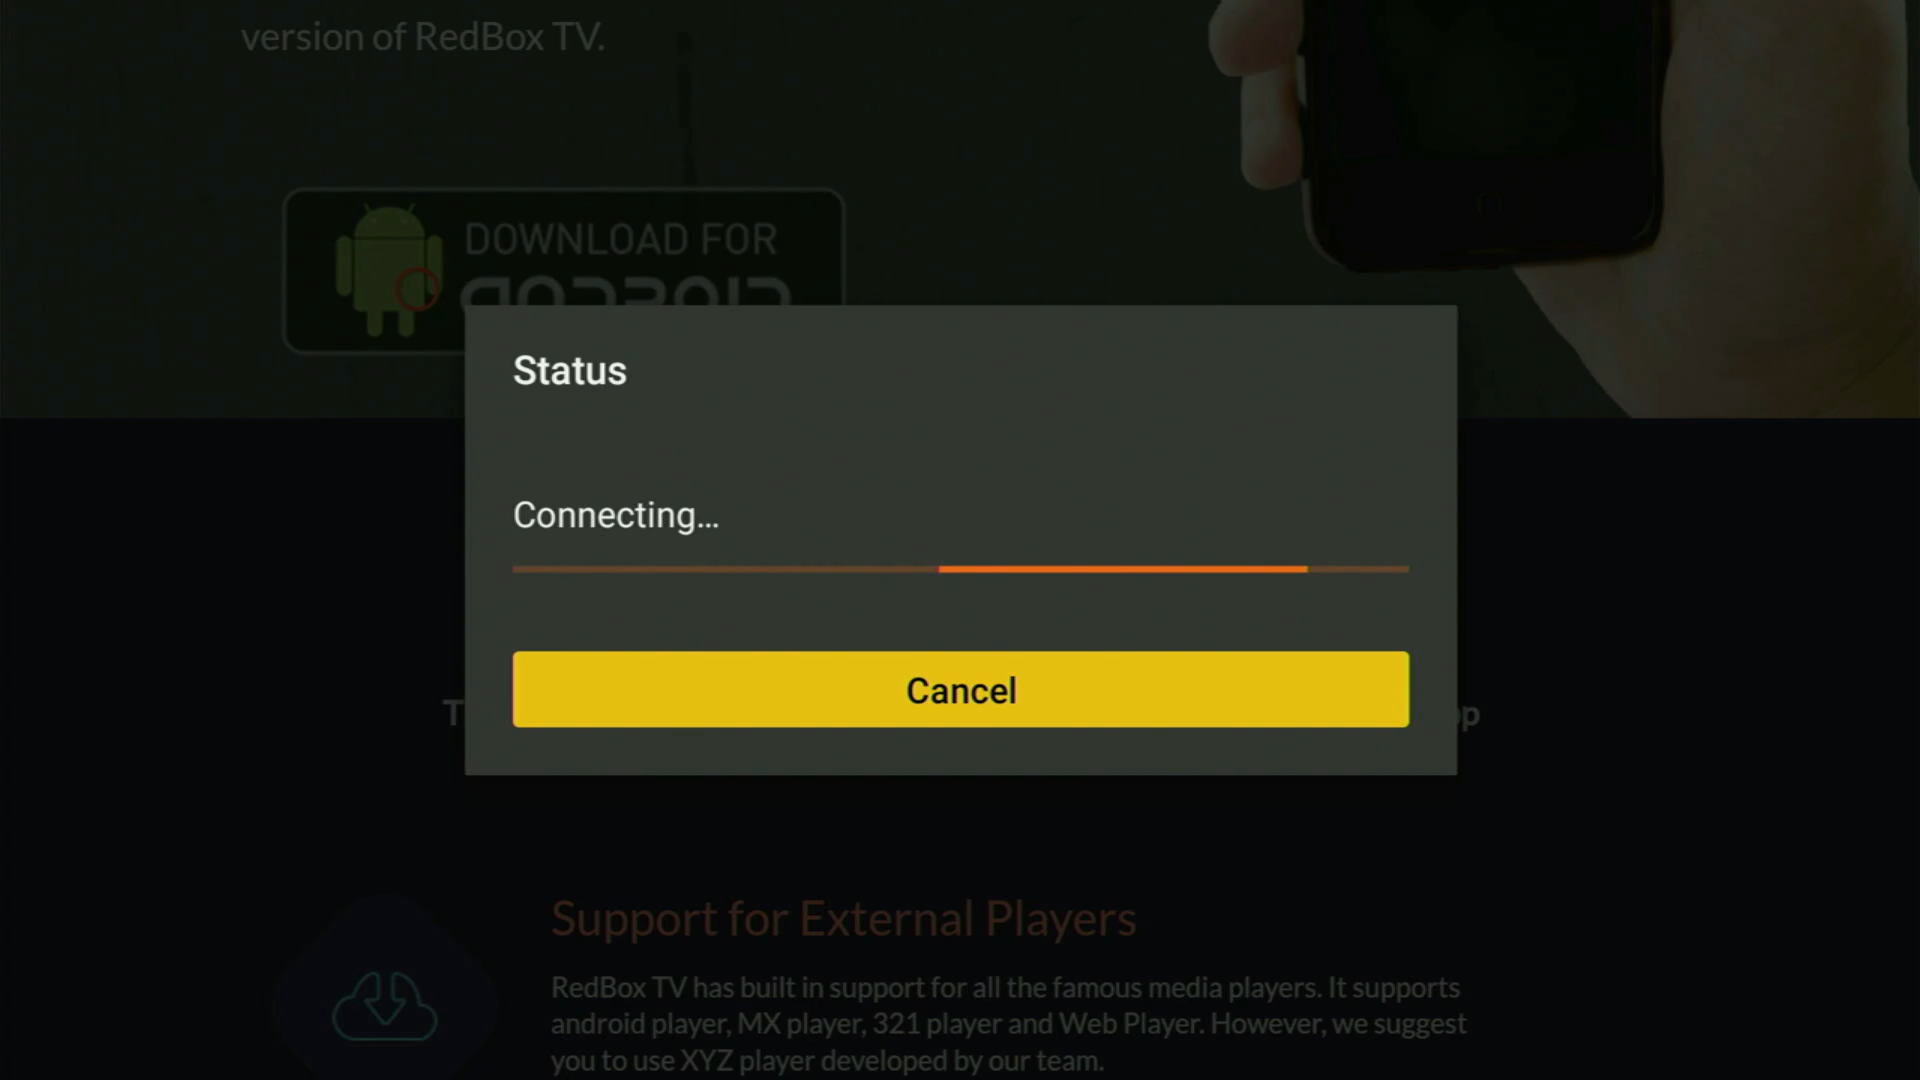 version of RedBox TV.
DOWNLOAD FOR
ANDROID
Status
Connecting...
Cancel
Support for External Players
RedBox TV has built in support for all the famous media players. It supports
android player, MX player, 321 player and Web Player. However, we suggest
you to use XYZ player developed by our team.